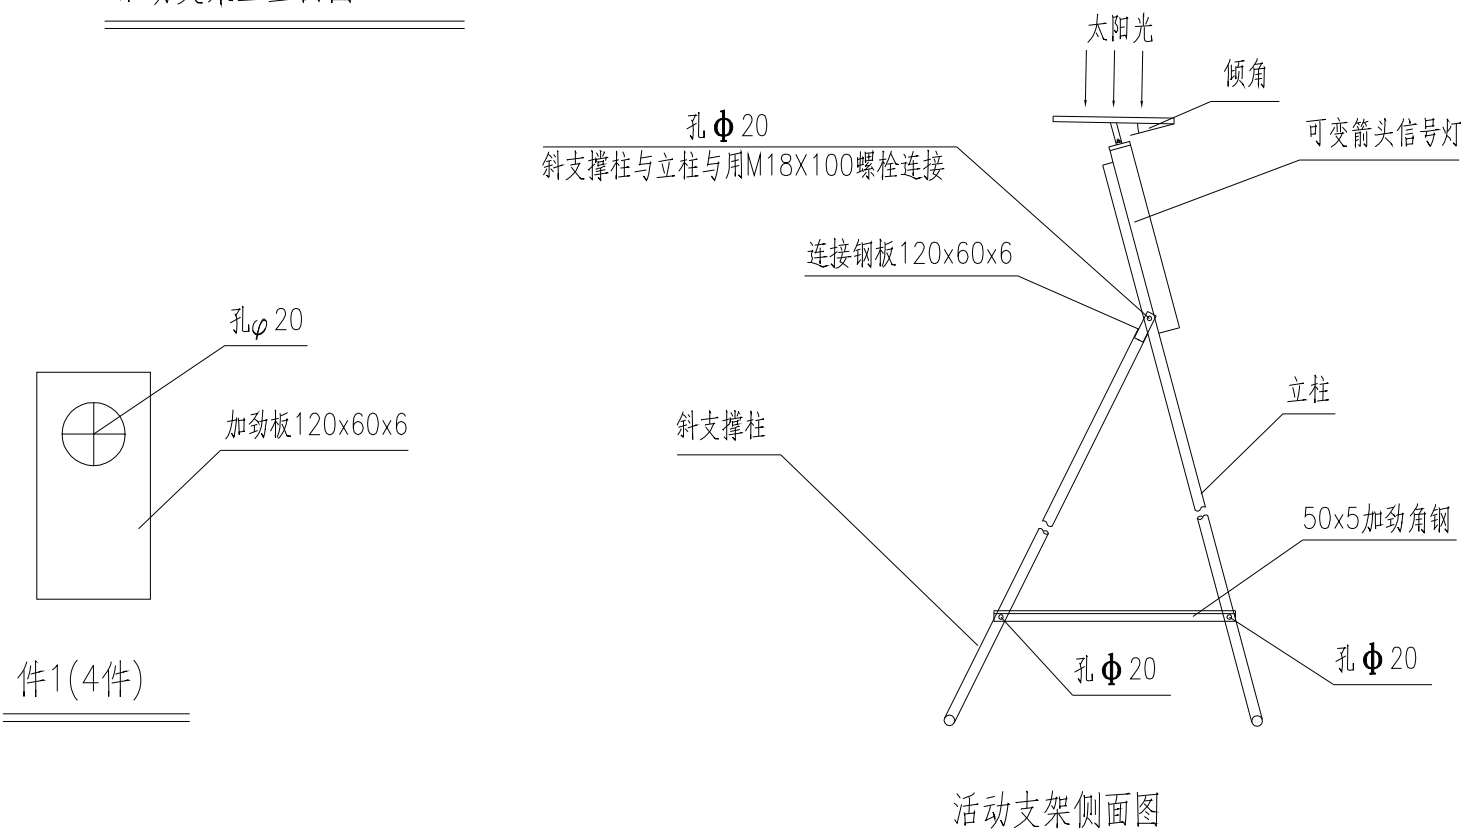 太阳光
倾角
孔ф20
可变箭头信号灯
斜支撑柱与立柱与用M18X100螺栓连接
连接钢板120x60x6
孔φ20
立柱
加劲板120x60x6
斜支撑柱
50x5加劲角钢
孔ф20
孔ф20
件1(4件)
活动支架侧面图